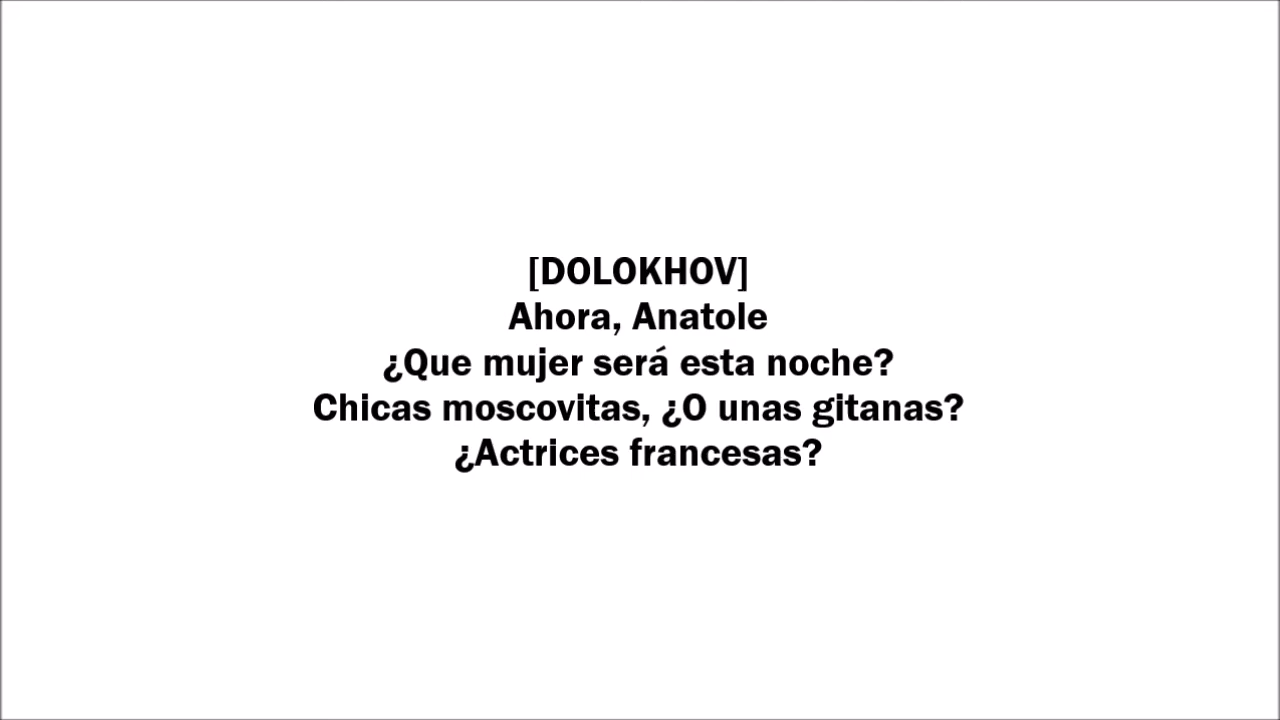 [DOLOKHOV]
Ahora, Anatole
¿Que mujer será esta noche?
Chicas moscovitas, ¿O unas gitanas?
¿Actrices francesas?